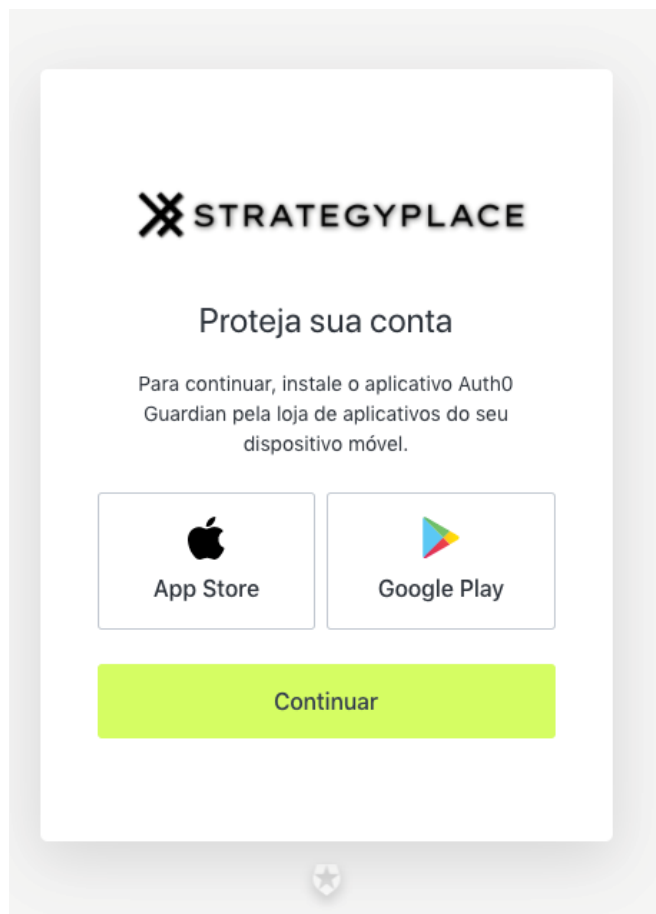 STRATEGYPLACE
Proteja sua conta
Para continuar, instale o aplicativo Auth0
Guardian pela loja de aplicativos do seu
dispositivo móvel.
App Store
Google Play
Continuar